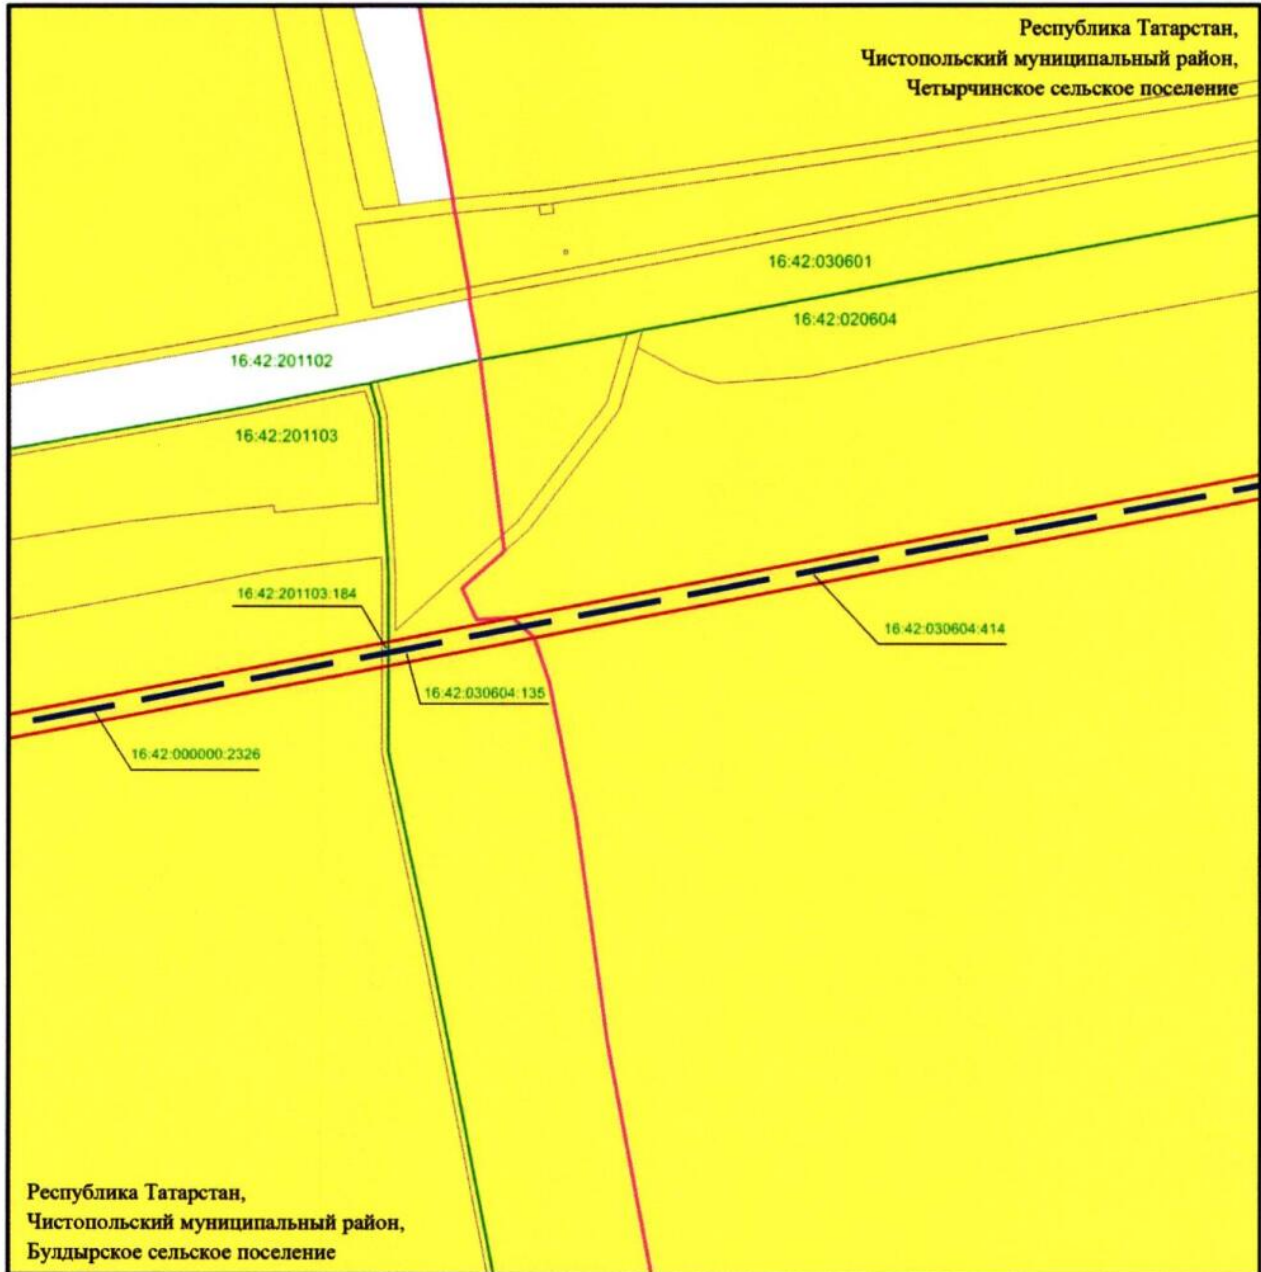 Республика Татарстан,
Чистопольский муниципальный район,
Четырчинское сельское поселение
16:42:030601
16:42:020604
16:42:201102
16:42:201103
16:42:201103:184
16:42:030604:414
16:42:030604:135
16:42:000000:2326
Республика Татарстан,
Чистопольский муниципальный район,
Булдырское сельское поселение